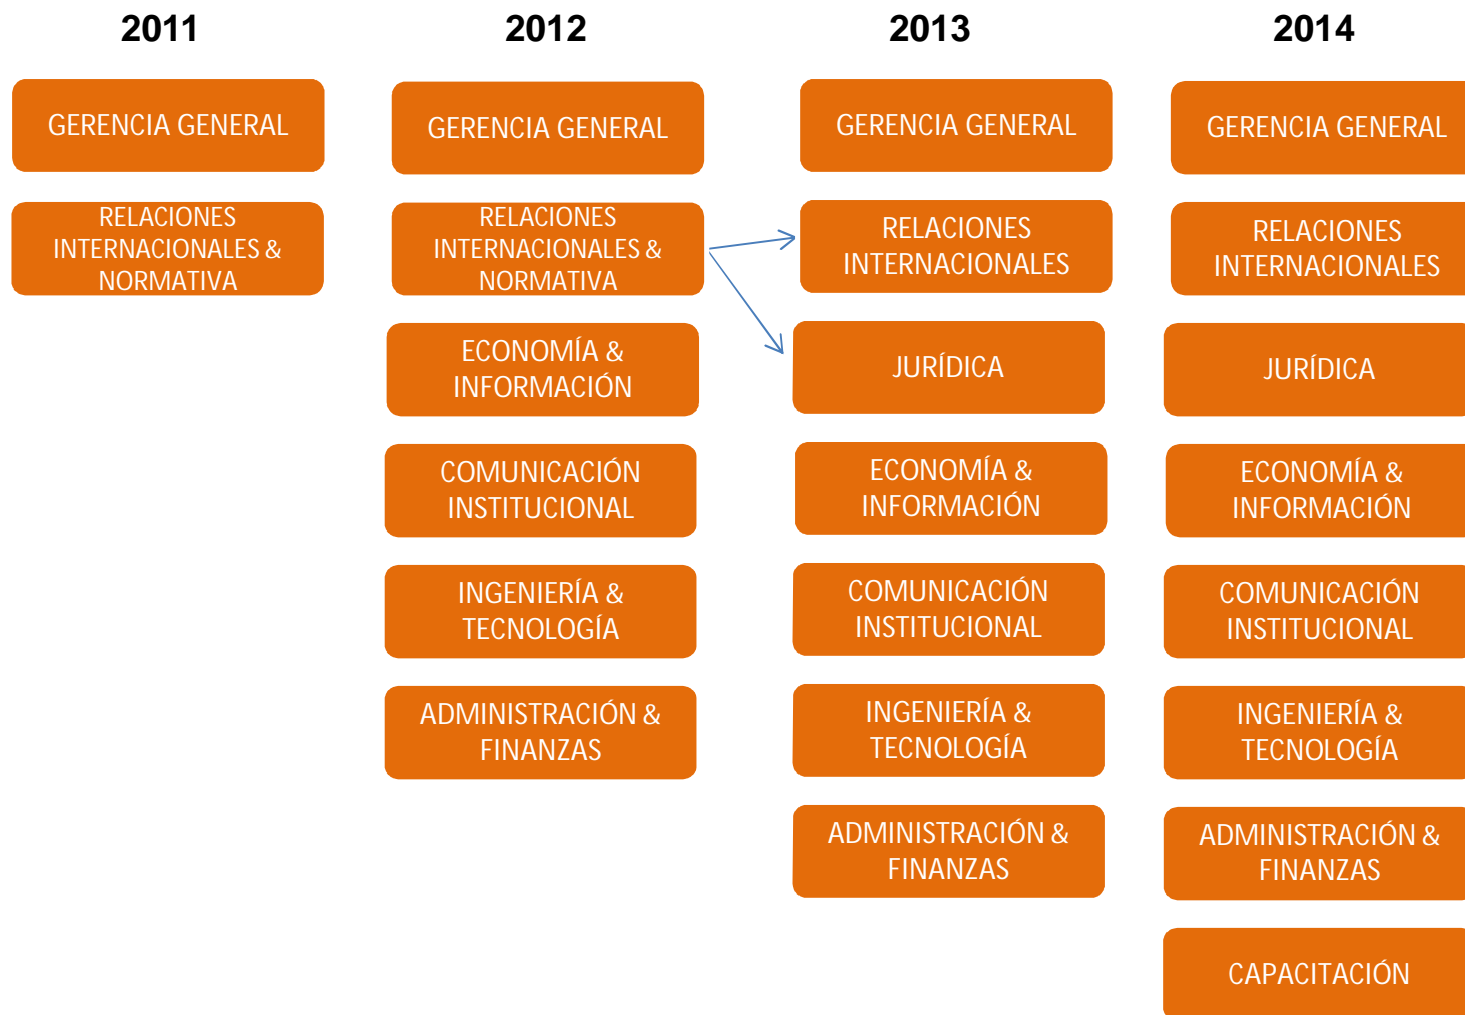 2011
GERENCIA GENERAL
RELACIONES
INTERNACIONALES &
NORMATIVA
2012
GERENCIA GENERAL
RELACIONES
INTERNACIONALES &
NORMATIVA
ECONOMÍA &
INFORMACIÓN
COMUNICACIÓN
INSTITUCIONAL
INGENIERÍA &
TECNOLOGÍA
ADMINISTRACIÓN &
FINANZAS
2013
GERENCIA GENERAL
RELACIONES
INTERNACIONALES
JURÍDICA
ECONOMÍA &
INFORMACIÓN
COMUNICACIÓN
INSTITUCIONAL
INGENIERÍA &
TECNOLOGÍA
ADMINISTRACIÓN &
FINANZAS
2014
GERENCIA GENERAL
RELACIONES
INTERNACIONALES
JURÍDICA
ECONOMÍA &
INFORMACIÓN
COMUNICACIÓN
INSTITUCIONAL
INGENIERÍA &
TECNOLOGÍA
ADMINISTRACIÓN &
FINANZAS
CAPACITACIÓN